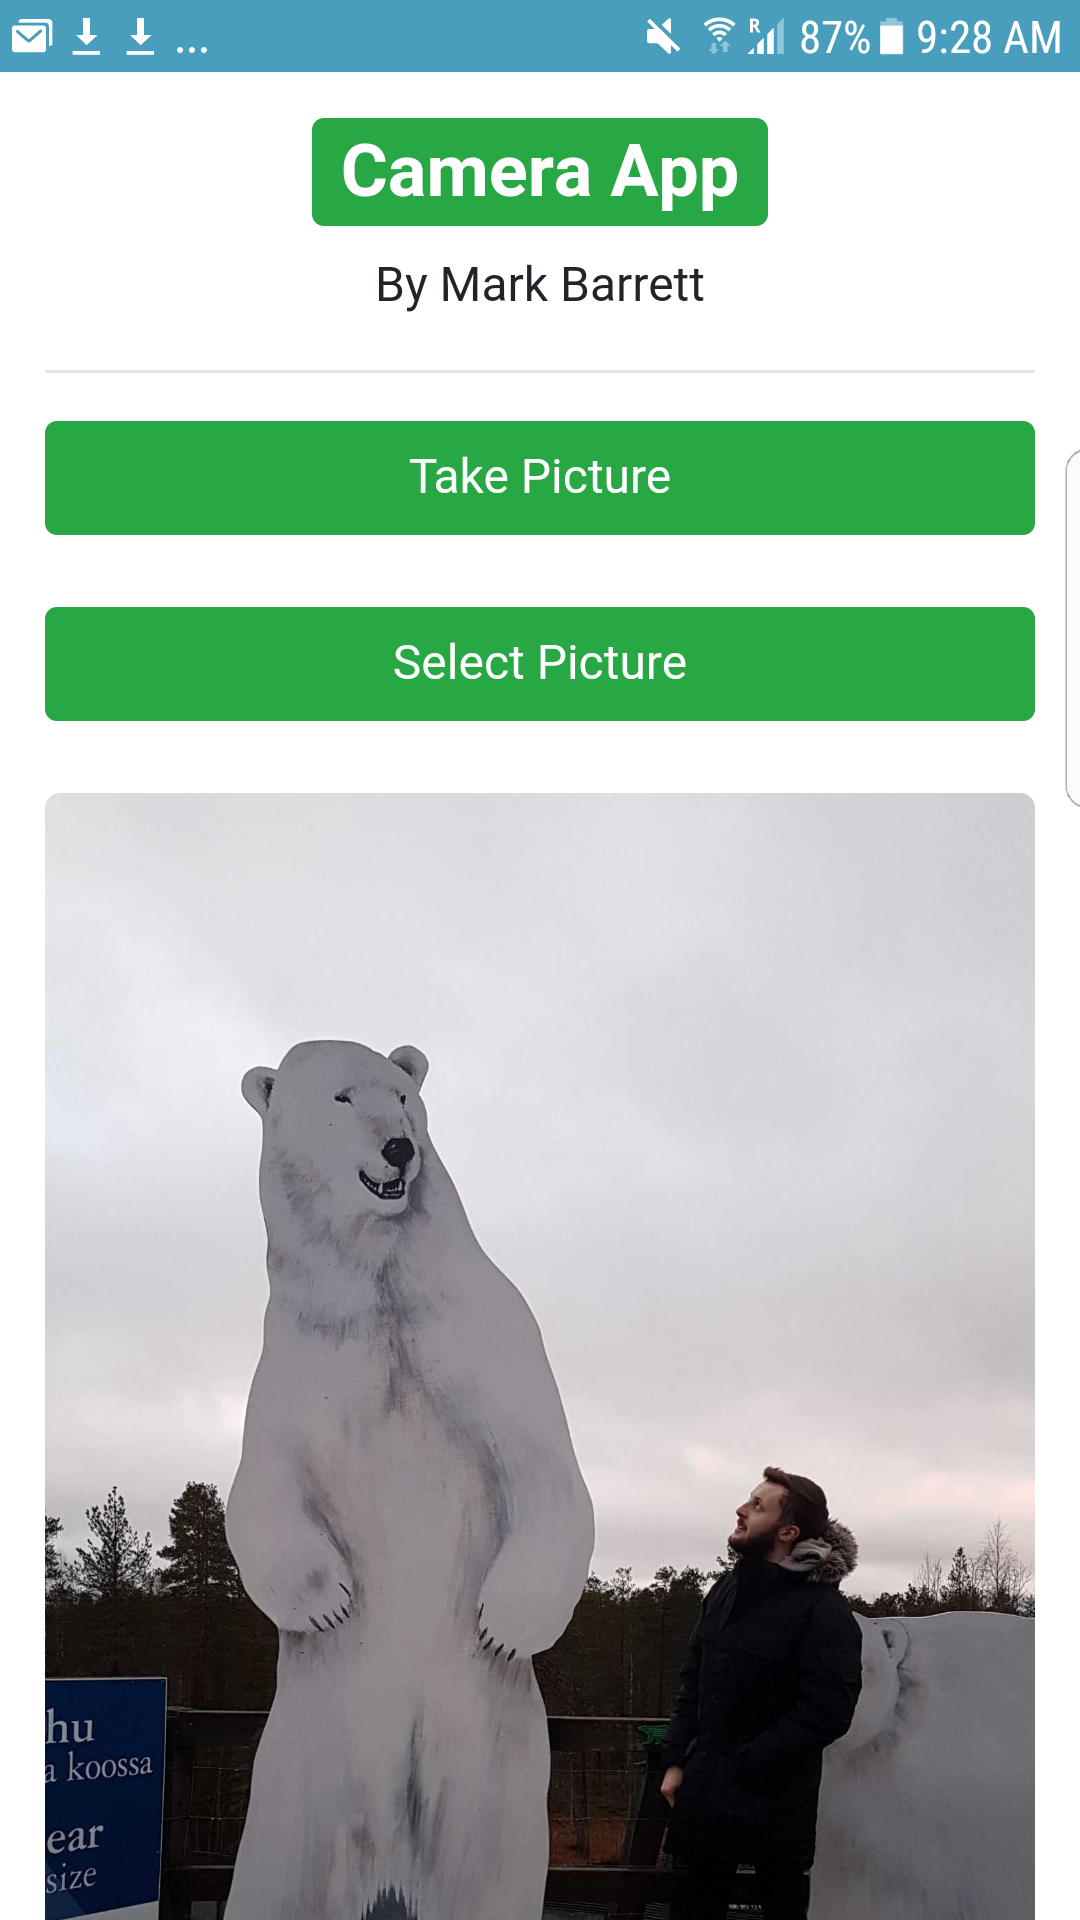 ... R 87% 9:28 AM
Camera App
By Mark Barrett
Take Picture
Select Picture
hu
a koossa
ear
size